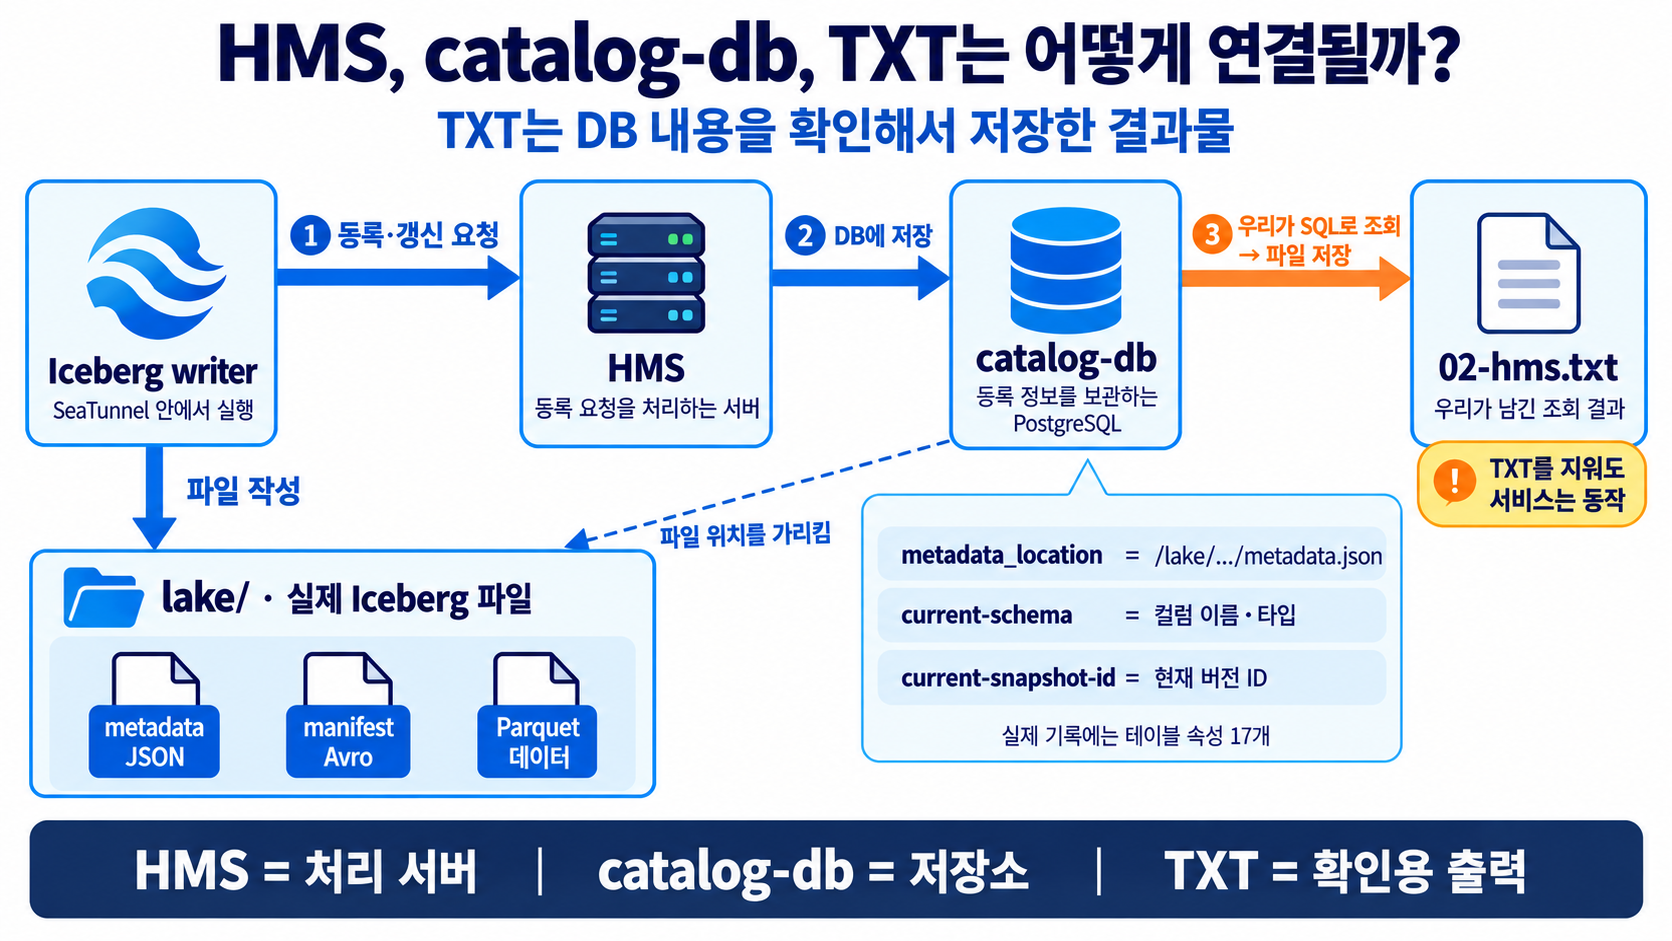 HMS, catalog-db, TXT는 어떻게 연결될까?
TXT는 DB 내용을 확인해서 저장한 결과물
Iceberg writer
SeaTunnel 안에서 실행
1 등록·갱신 요청
HMS
등록 요청을 처리하는 서버
2 DB에 저장
catalog-db
등록 정보를 보관하는
PostgreSQL
3 우리가 SQL로 조회
→ 파일 저장
02-hms.txt
우리가 남긴 조회 결과
! TXT를 지워도
서비스는 동작
파일 작성
파일 위치를 가리킴
lake/ · 실제 Iceberg 파일
metadata
JSON
manifest
Avro
Parquet
데이터
metadata_location = /lake/.../metadata.json
current-schema = 컬럼 이름·타입
current-snapshot-id = 현재 버전 ID
실제 기록에는 테이블 속성 17개
HMS = 처리 서버 | catalog-db = 저장소 | TXT = 확인용 출력